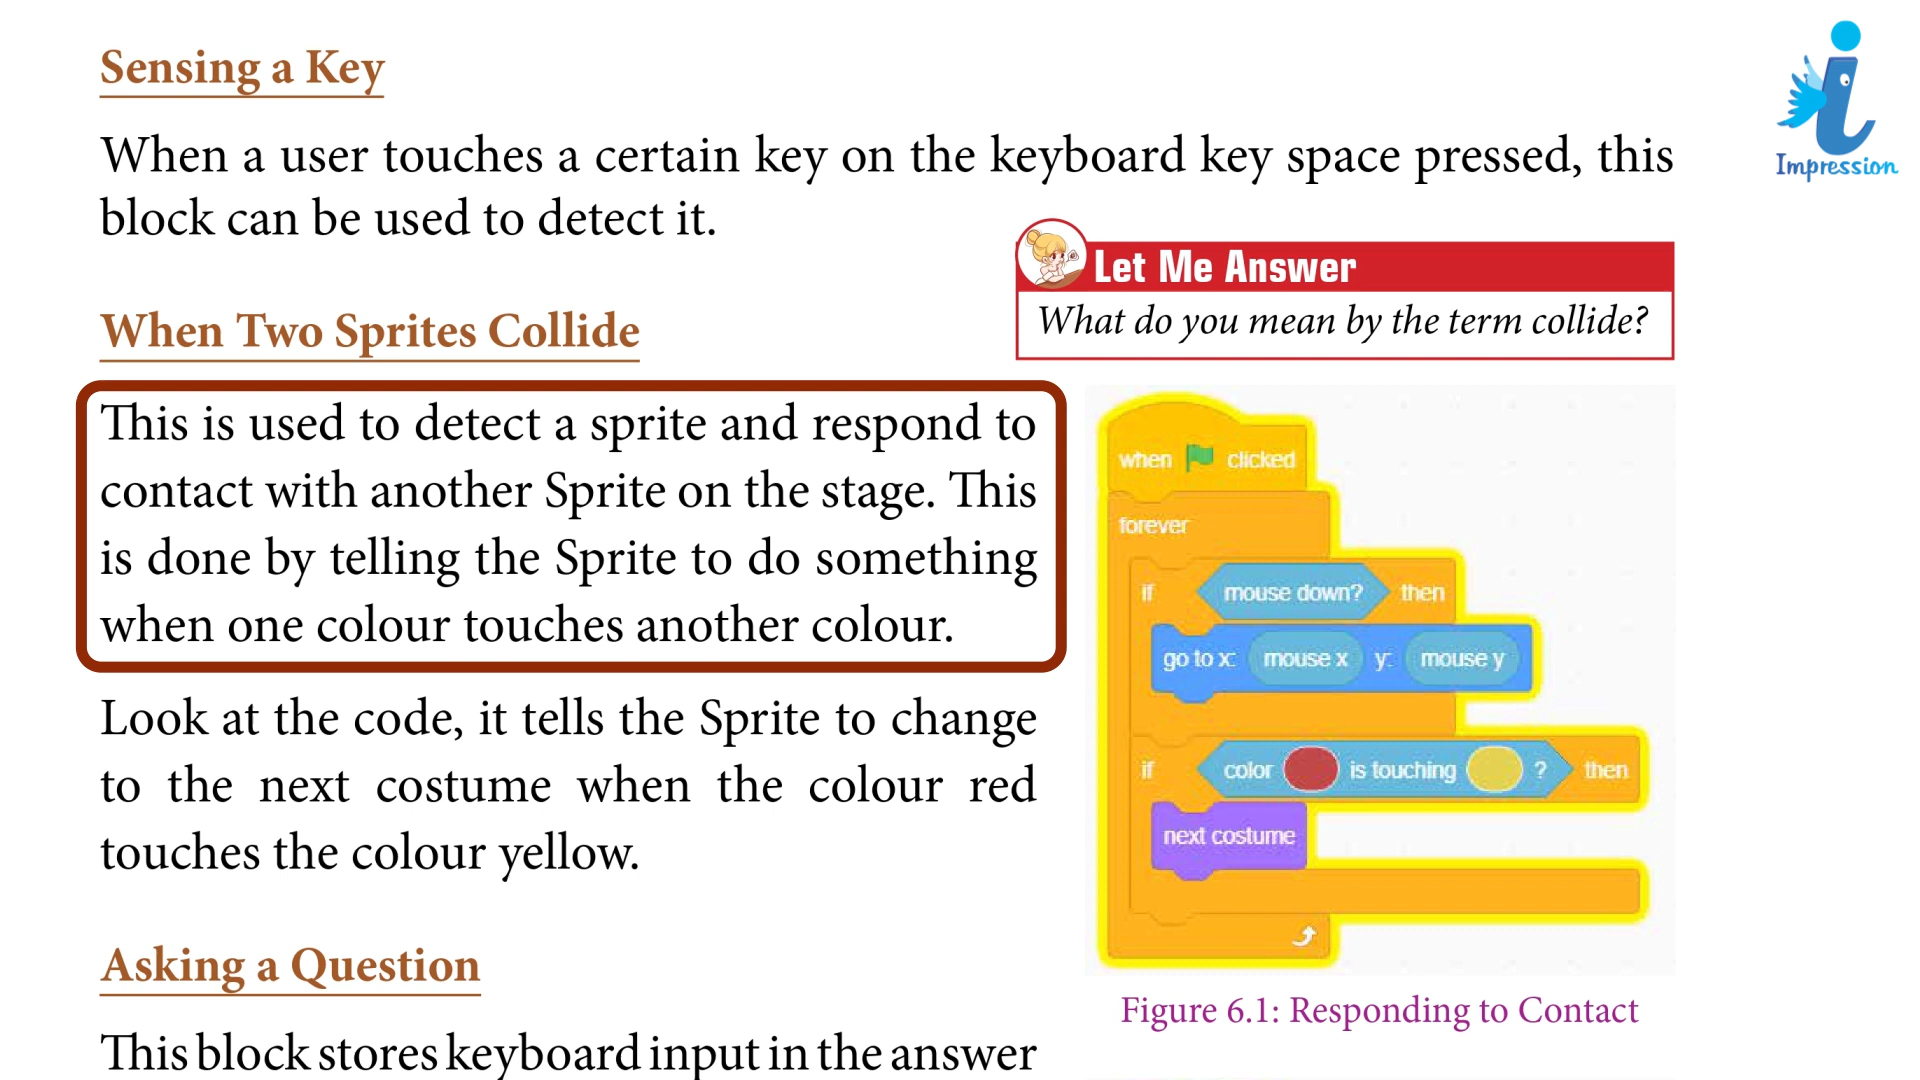 Sensing a Key
When a user touches a certain key on the keyboard key space pressed, this
block can be used to detect it.
Impression
Let Me Answer
What do you mean by the term collide?
When Two Sprites Collide
This is used to detect a sprite and respond to
contact with another Sprite on the stage. This
is done by telling the Sprite to do something
when one colour touches another colour.
Look at the code, it tells the Sprite to change
to the next costume when the colour red
touches the colour yellow.
when clicked
forever
if mouse down? then
go to x: mouse x y: mouse y
if color is touching ? then
next costume
Figure 6.1: Responding to Contact
Asking a Question
This block stores keyboard input in the answer